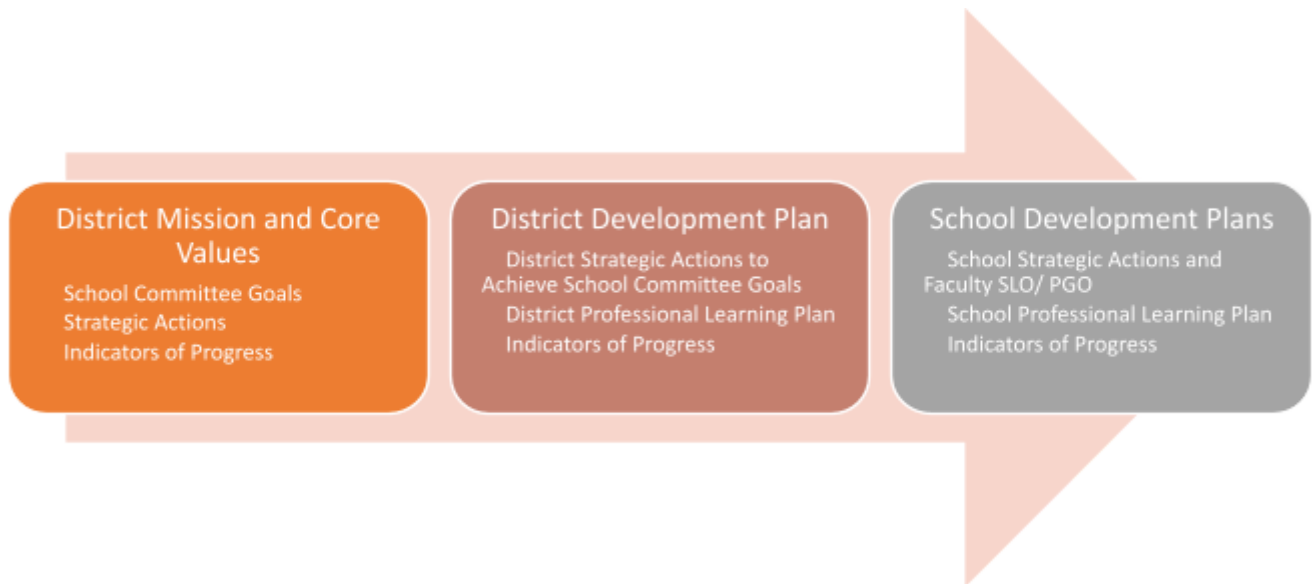 District Mission and Core
Values
School Committee Goals
Strategic Actions
Indicators of Progress
District Development Plan
District Strategic Actions to
Achieve School Committee Goals
District Professional Learning Plan
Indicators of Progress
School Development Plans
School Strategic Actions and
Faculty SLO/ PGO
School Professional Learning Plan
Indicators of Progress